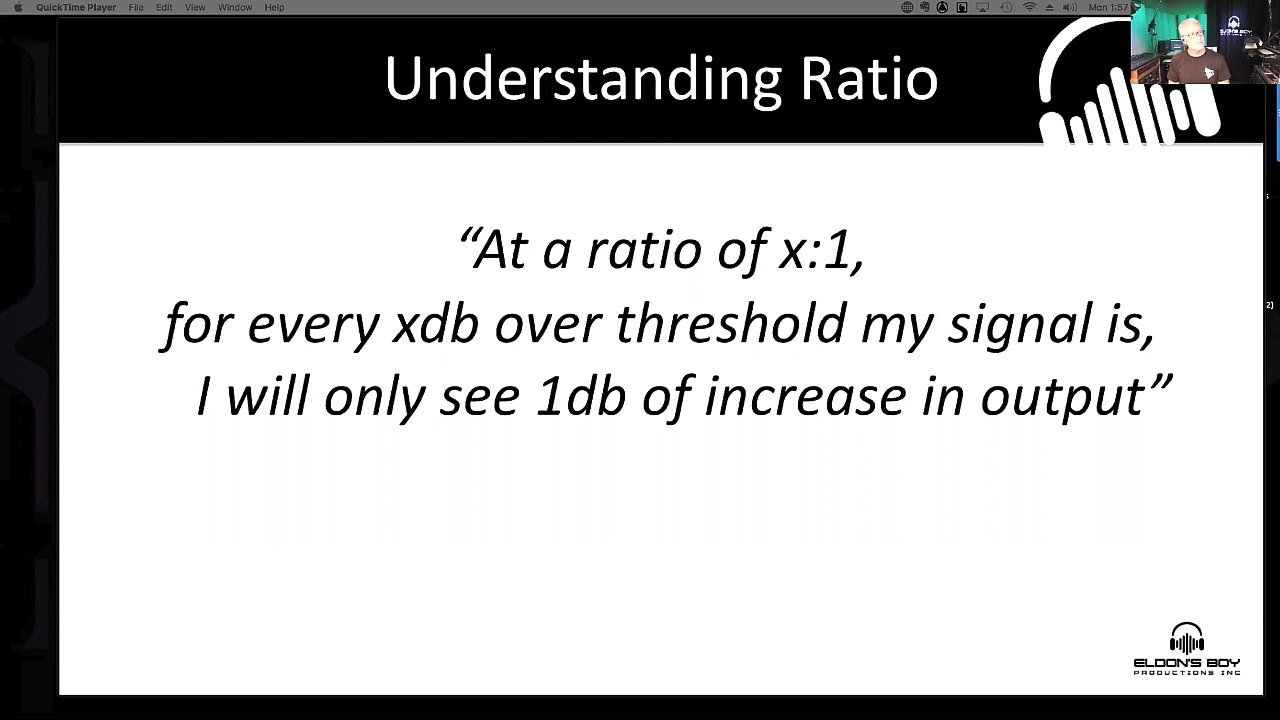 QuickTime Player File Edit View Window Help Mon 1:57
Understanding Ratio
“At a ratio of x:1,
for every xdb over threshold my signal is,
I will only see 1db of increase in output”
2)
ELDON'S BOY
PRODUCTIONS INC